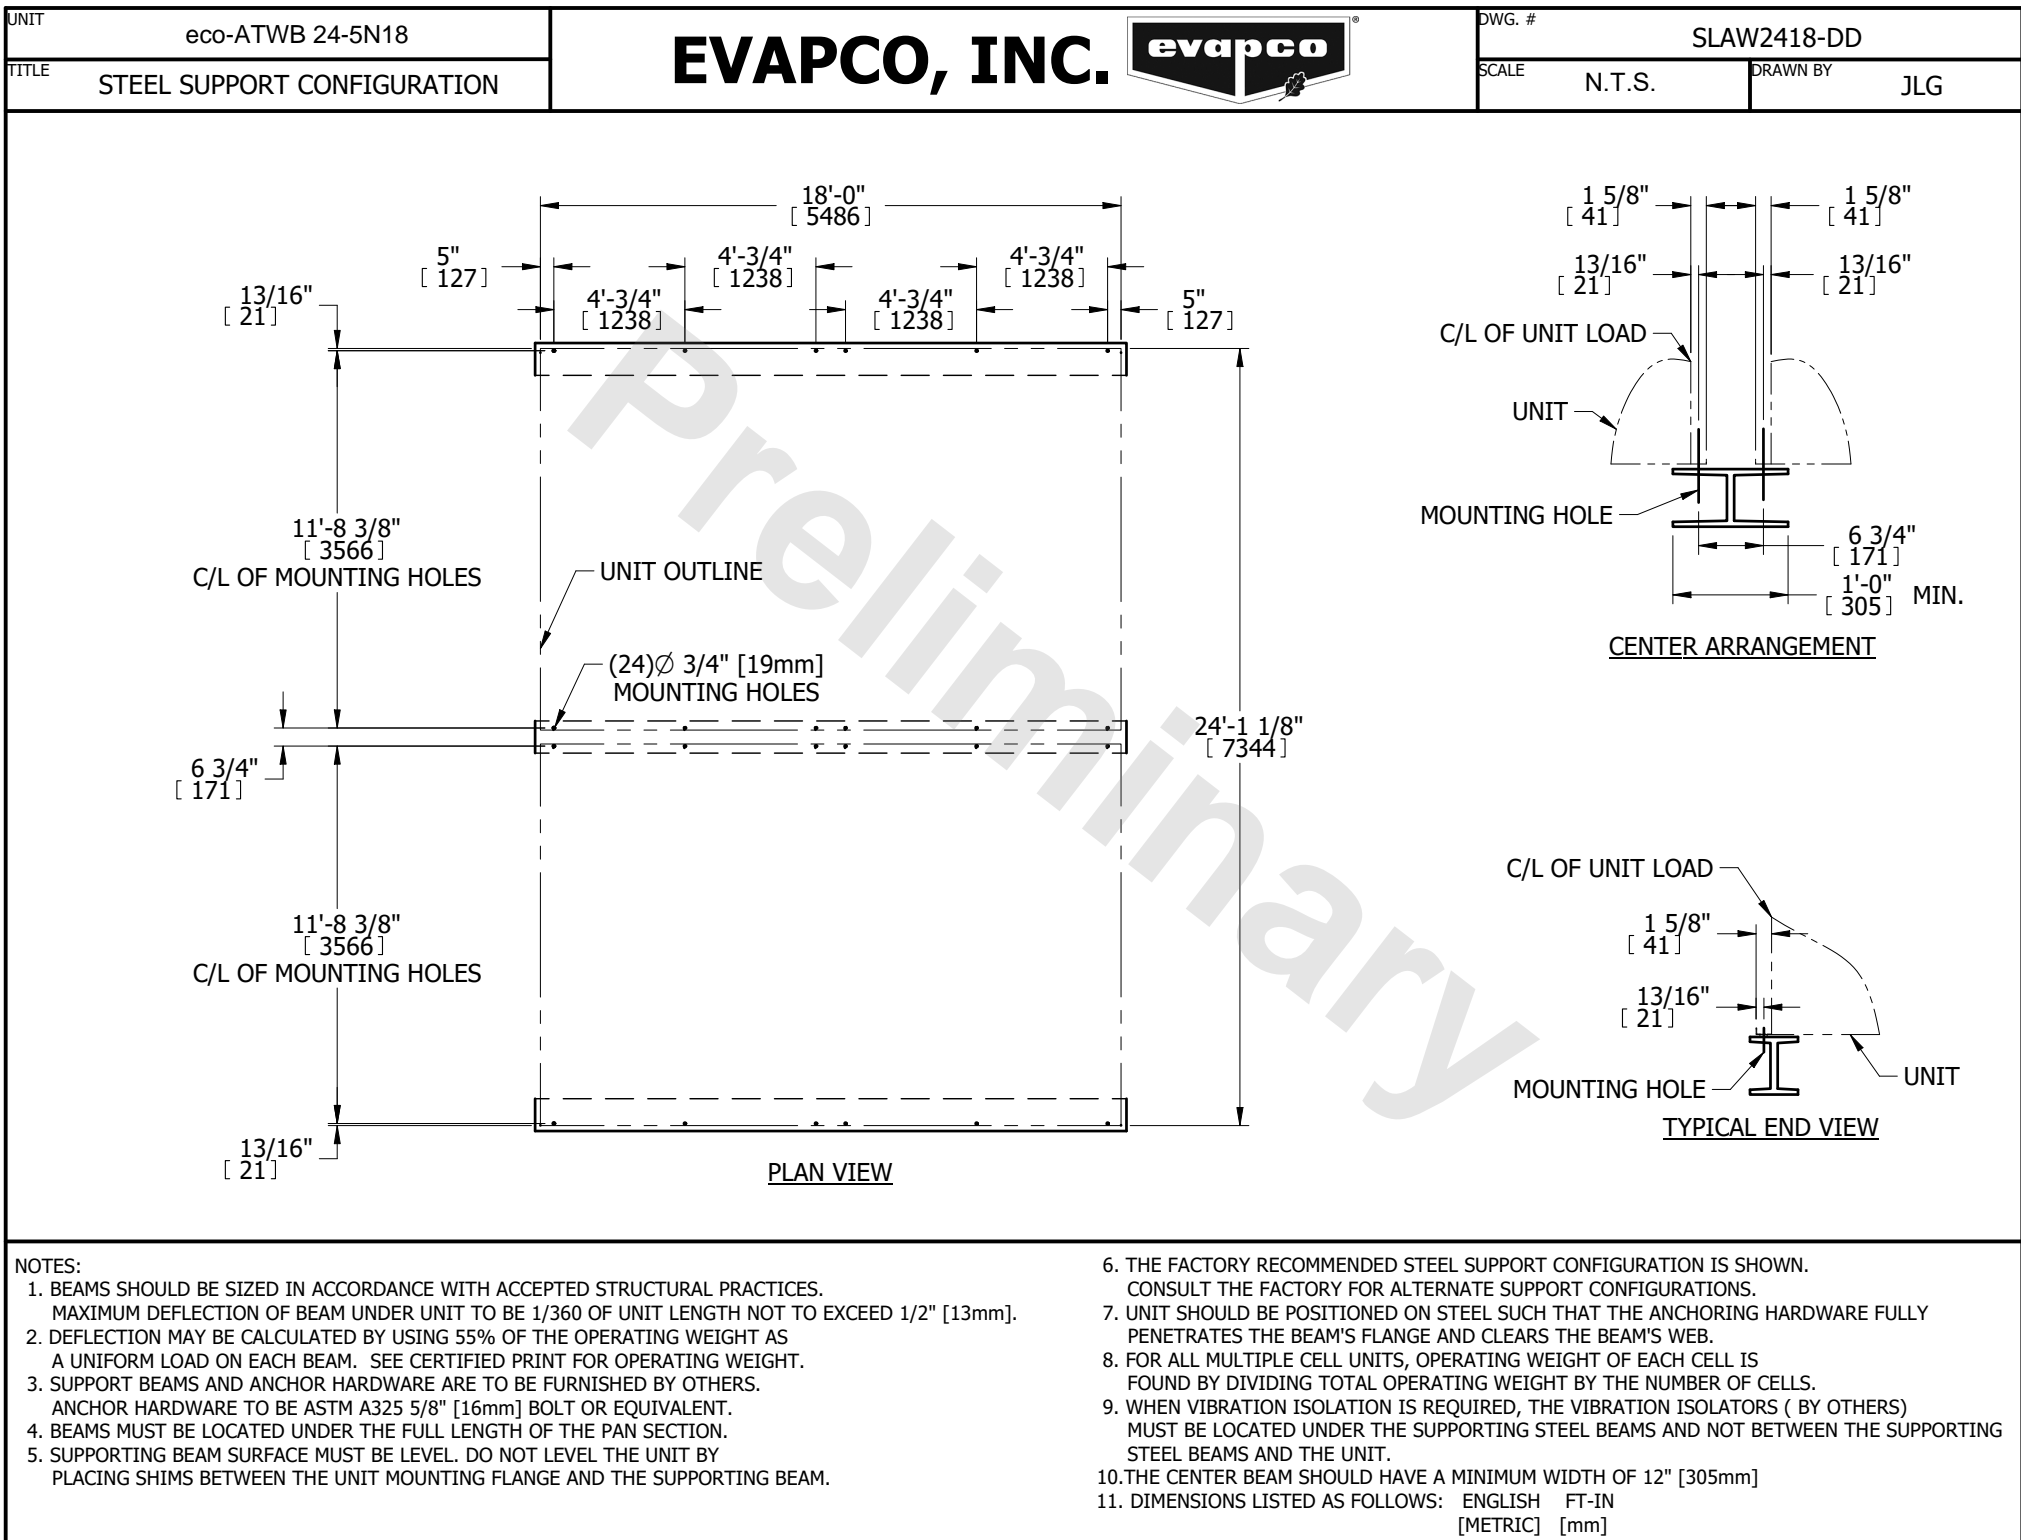 UNIT
eco-ATWB 24-5N18
TITLE
STEEL SUPPORT CONFIGURATION
EVAPCO, INC.
evapco
®
DWG. #
SLAW2418-DD
SCALE
N.T.S.
DRAWN BY
JLG
18'-0"
[ 5486 ]
5"
[ 127 ]
4'-3/4"
[ 1238 ]
4'-3/4"
[ 1238 ]
13/16"
[ 21 ]
4'-3/4"
[ 1238 ]
4'-3/4"
[ 1238 ]
5"
[ 127 ]
11'-8 3/8"
[ 3566 ]
C/L OF MOUNTING HOLES
UNIT OUTLINE
(24)Ø 3/4" [19mm]
MOUNTING HOLES
24'-1 1/8"
[ 7344 ]
6 3/4"
[ 171 ]
11'-8 3/8"
[ 3566 ]
C/L OF MOUNTING HOLES
13/16"
[ 21 ]
PLAN VIEW
Preliminary
1 5/8"
[ 41 ]
1 5/8"
[ 41 ]
13/16"
[ 21 ]
13/16"
[ 21 ]
C/L OF UNIT LOAD
UNIT
MOUNTING HOLE
6 3/4"
[ 171 ]
1'-0"
[ 305 ]
MIN.
CENTER ARRANGEMENT
C/L OF UNIT LOAD
1 5/8"
[ 41 ]
13/16"
[ 21 ]
MOUNTING HOLE
UNIT
TYPICAL END VIEW
NOTES:
1. BEAMS SHOULD BE SIZED IN ACCORDANCE WITH ACCEPTED STRUCTURAL PRACTICES.
MAXIMUM DEFLECTION OF BEAM UNDER UNIT TO BE 1/360 OF UNIT LENGTH NOT TO EXCEED 1/2" [13mm].
2. DEFLECTION MAY BE CALCULATED BY USING 55% OF THE OPERATING WEIGHT AS
A UNIFORM LOAD ON EACH BEAM. SEE CERTIFIED PRINT FOR OPERATING WEIGHT.
3. SUPPORT BEAMS AND ANCHOR HARDWARE ARE TO BE FURNISHED BY OTHERS.
ANCHOR HARDWARE TO BE ASTM A325 5/8" [16mm] BOLT OR EQUIVALENT.
4. BEAMS MUST BE LOCATED UNDER THE FULL LENGTH OF THE PAN SECTION.
5. SUPPORTING BEAM SURFACE MUST BE LEVEL. DO NOT LEVEL THE UNIT BY
PLACING SHIMS BETWEEN THE UNIT MOUNTING FLANGE AND THE SUPPORTING BEAM.
6. THE FACTORY RECOMMENDED STEEL SUPPORT CONFIGURATION IS SHOWN.
CONSULT THE FACTORY FOR ALTERNATE SUPPORT CONFIGURATIONS.
7. UNIT SHOULD BE POSITIONED ON STEEL SUCH THAT THE ANCHORING HARDWARE FULLY
PENETRATES THE BEAM'S FLANGE AND CLEARS THE BEAM'S WEB.
8. FOR ALL MULTIPLE CELL UNITS, OPERATING WEIGHT OF EACH CELL IS
FOUND BY DIVIDING TOTAL OPERATING WEIGHT BY THE NUMBER OF CELLS.
9. WHEN VIBRATION ISOLATION IS REQUIRED, THE VIBRATION ISOLATORS ( BY OTHERS)
MUST BE LOCATED UNDER THE SUPPORTING STEEL BEAMS AND NOT BETWEEN THE SUPPORTING
STEEL BEAMS AND THE UNIT.
10.THE CENTER BEAM SHOULD HAVE A MINIMUM WIDTH OF 12" [305mm]
11. DIMENSIONS LISTED AS FOLLOWS: ENGLISH FT-IN
[METRIC] [mm]